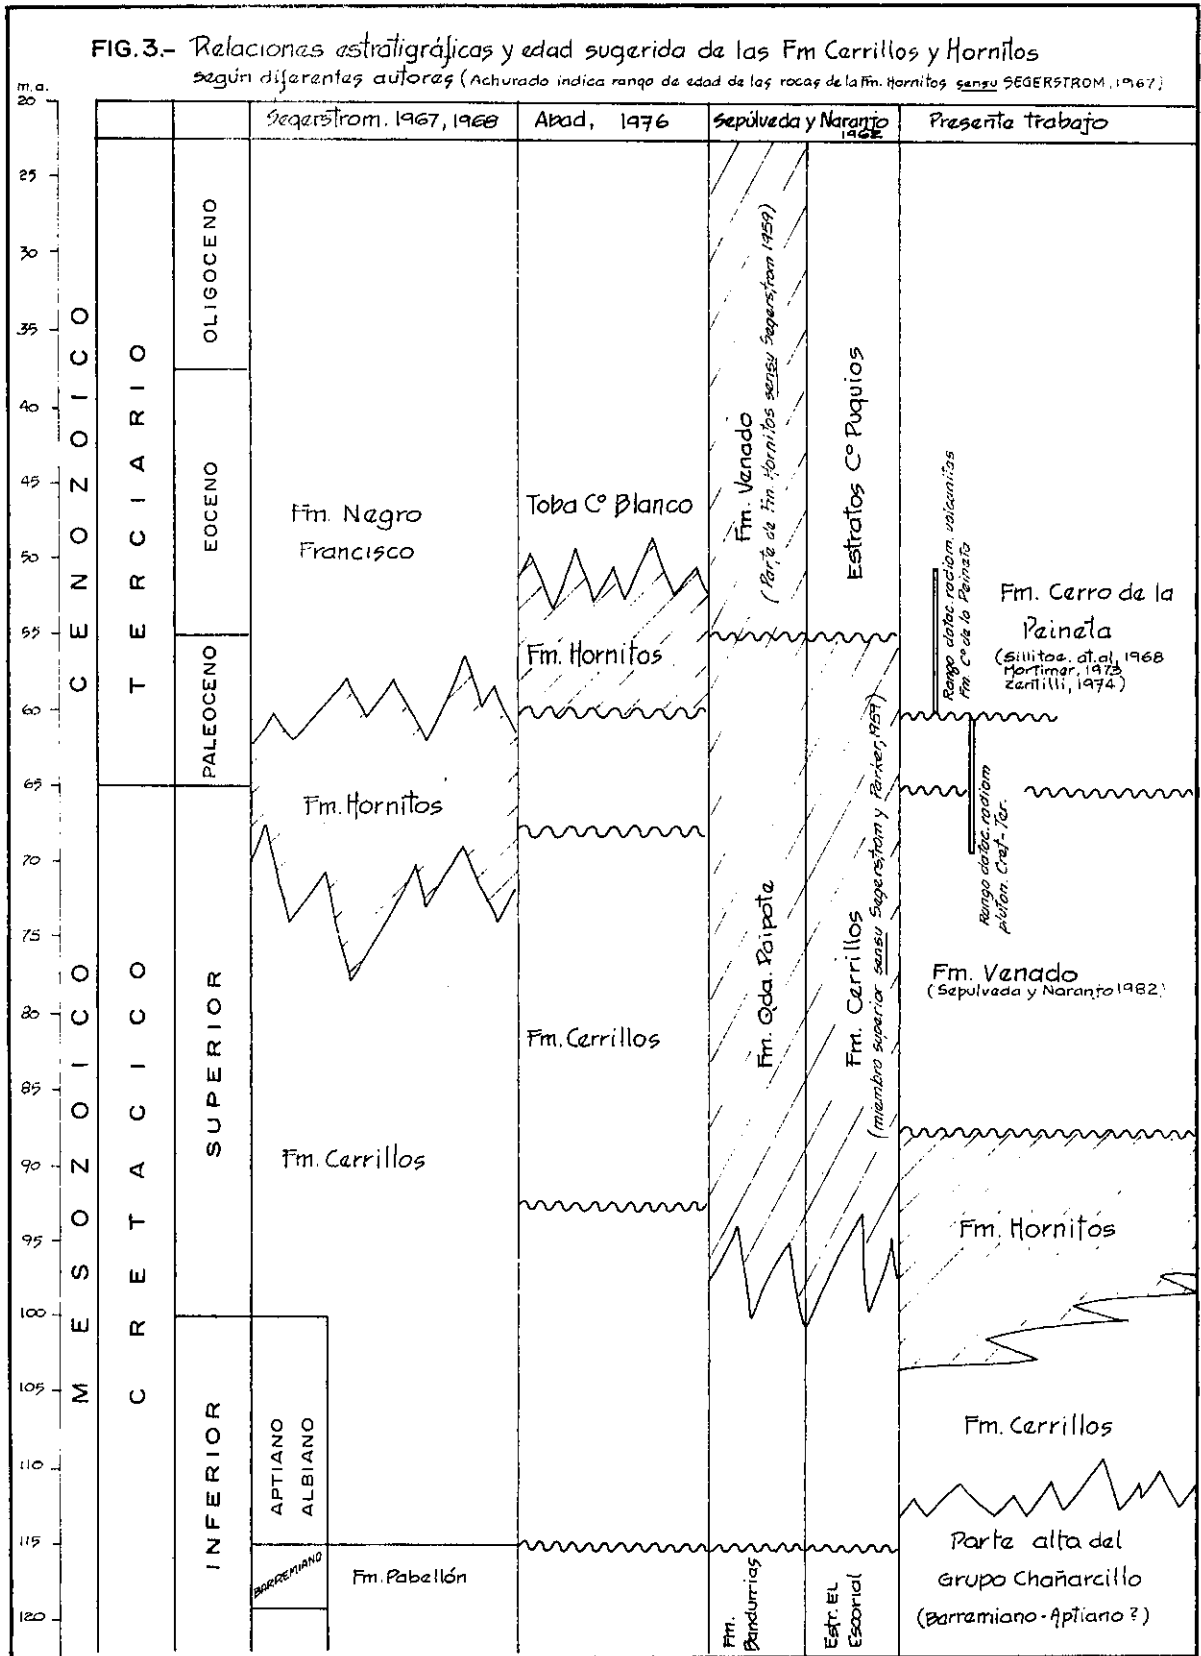 FIG.3.- Relaciones estratigráficas y edad sugerida de las Fm Cerrillos y Hornitos
según diferentes autores (Achurado indica rango de edad de las rocas de la Fm. Hornitos sensu SEGERSTROM, 1967)
m.a.
20
25
30
35
40
45
50
55
60
65
70
75
80
85
90
95
100
105
110
115
120
CENOZOICO
MESOZOICO
TERCIARIO
CRETACICO
OLIGOCENO
EOCENO
PALEOCENO
SUPERIOR
INFERIOR
APTIANO
ALBIANO
BARREMIANO
Segerstrom. 1967, 1968
Fm. Negro
Francisco
Fm. Hornitos
Fm. Cerrillos
Fm. Pabellón
Abad, 1976
Toba Cº Blanco
Fm. Hornitos
Fm. Cerrillos
Sepúlveda y Naranjo
1982
Fm. Venado
(Parte de Fm. Hornitos sensu Segerstrom 1959)
Estratos Cº Puquios
Fm. Qda. Paipote
Fm. Cerrillos
(miembro superior sensu Segerstrom y Parker, 1959)
Fm.
Bandurrias
Estr. EL
Escorial
Presente trabajo
Rango datac. radiom. volcanitas
Fm. Cº de la Peineta
Fm. Cerro de la
Peineta
(Sillitoe. et.al, 1968
Mortimer, 1973
Zentilli, 1974)
Rango datac. radiom
pluton. Cret-Ter.
Fm. Venado
(Sepulveda y Naranjo 1982)
Fm. Hornitos
Fm. Cerrillos
Parte alta del
Grupo Chañarcillo
(Barremiano-Aptiano?)